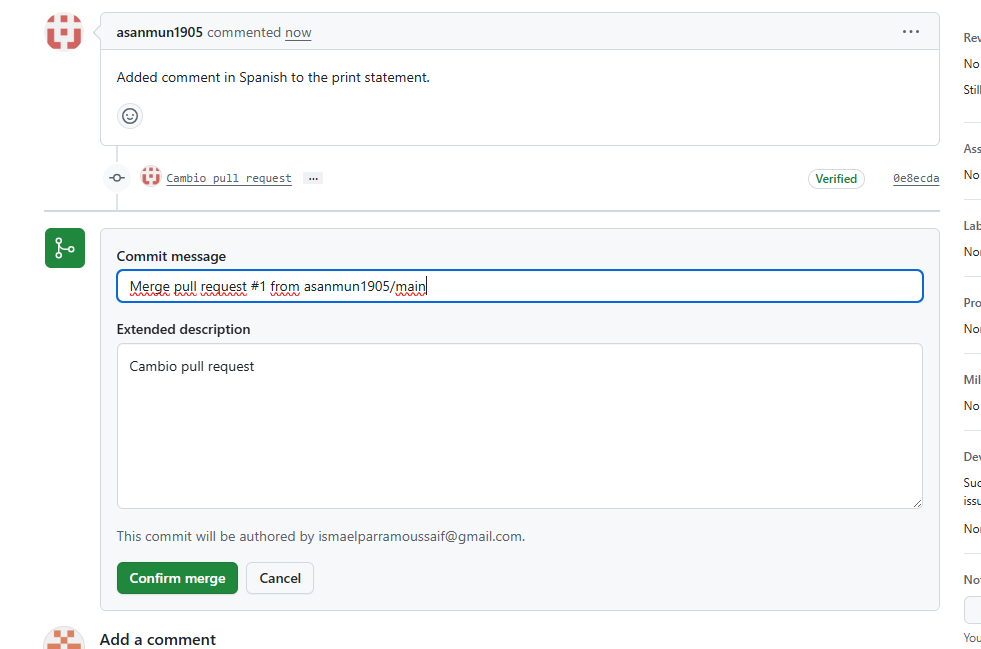 asanmun1905 commented now
Added comment in Spanish to the print statement.
Cambio pull request ...
Verified
0e8ecda
Commit message
Merge pull request #1 from asanmun1905/main
Extended description
Cambio pull request
This commit will be authored by ismaelparramoussaif@gmail.com.
Confirm merge
Cancel
Add a comment
Rev
No
Still
Ass
No
Lab
Non
Pro
Non
Mil
No
Dev
Suc
issu
Non
Not
You